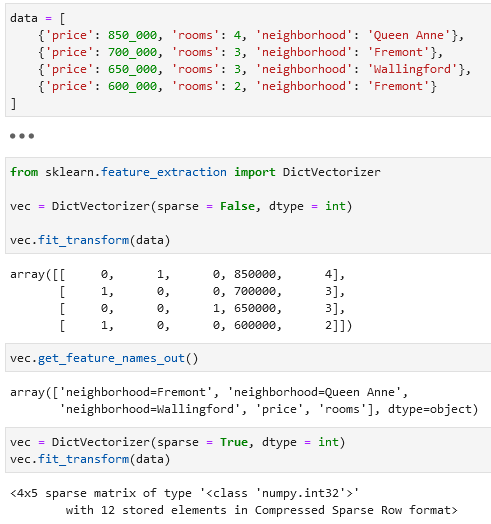 data = [
    {'price': 850_000, 'rooms': 4, 'neighborhood': 'Queen Anne'},
    {'price': 700_000, 'rooms': 3, 'neighborhood': 'Fremont'},
    {'price': 650_000, 'rooms': 3, 'neighborhood': 'Wallingford'},
    {'price': 600_000, 'rooms': 2, 'neighborhood': 'Fremont'}
]
•••
from sklearn.feature_extraction import DictVectorizer
vec = DictVectorizer(sparse = False, dtype = int)
vec.fit_transform(data)
array([[     0,      1,      0, 850000,      4],
       [     1,      0,      0, 700000,      3],
       [     0,      0,      1, 650000,      3],
       [     1,      0,      0, 600000,      2]])
vec.get_feature_names_out()
array(['neighborhood=Fremont', 'neighborhood=Queen Anne',
       'neighborhood=Wallingford', 'price', 'rooms'], dtype=object)
vec = DictVectorizer(sparse = True, dtype = int)
vec.fit_transform(data)
<4x5 sparse matrix of type '<class 'numpy.int32'>'
        with 12 stored elements in Compressed Sparse Row format>